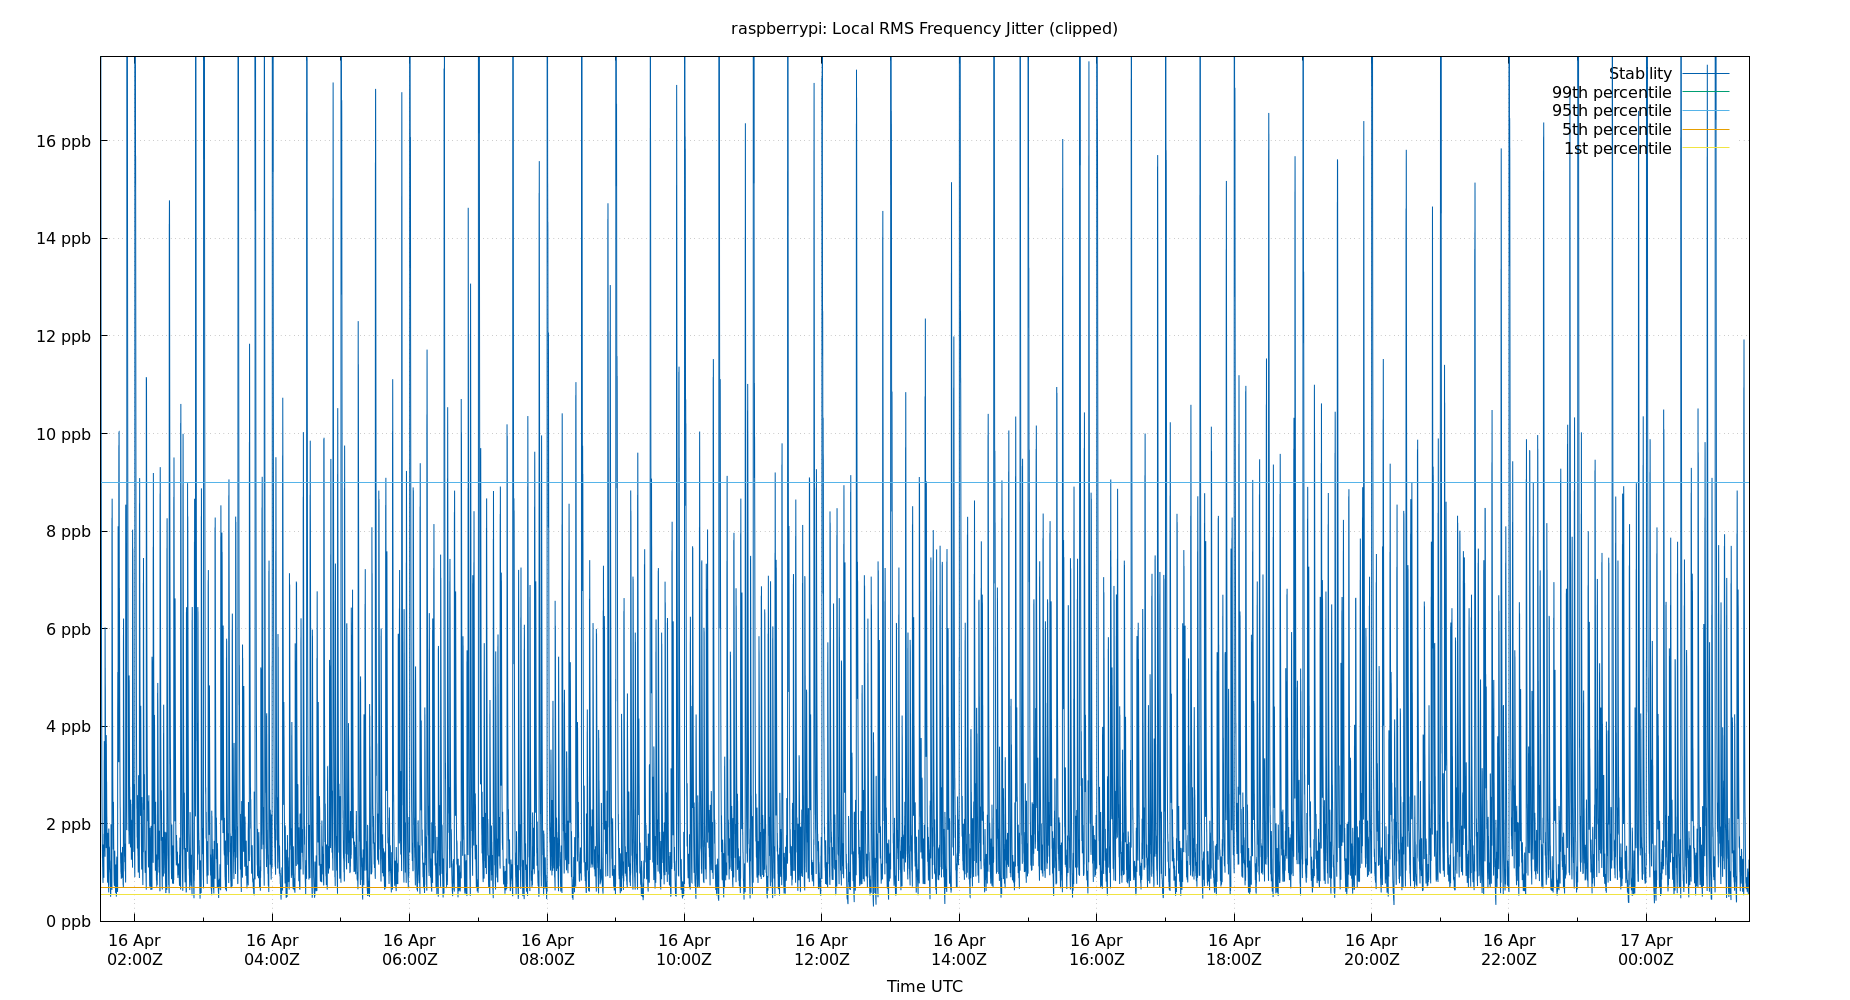 raspberrypi: Local RMS Frequency Jitter (clipped)
Stability
99th percentile
95th percentile
5th percentile
1st percentile
16 ppb
14 ppb
12 ppb
10 ppb
8 ppb
6 ppb
4 ppb
2 ppb
0 ppb
16 Apr 16 Apr 16 Apr 16 Apr 16 Apr 16 Apr 16 Apr 16 Apr 16 Apr 16 Apr 16 Apr 17 Apr
02:00Z 04:00Z 06:00Z 08:00Z 10:00Z 12:00Z 14:00Z 16:00Z 18:00Z 20:00Z 22:00Z 00:00Z
Time UTC